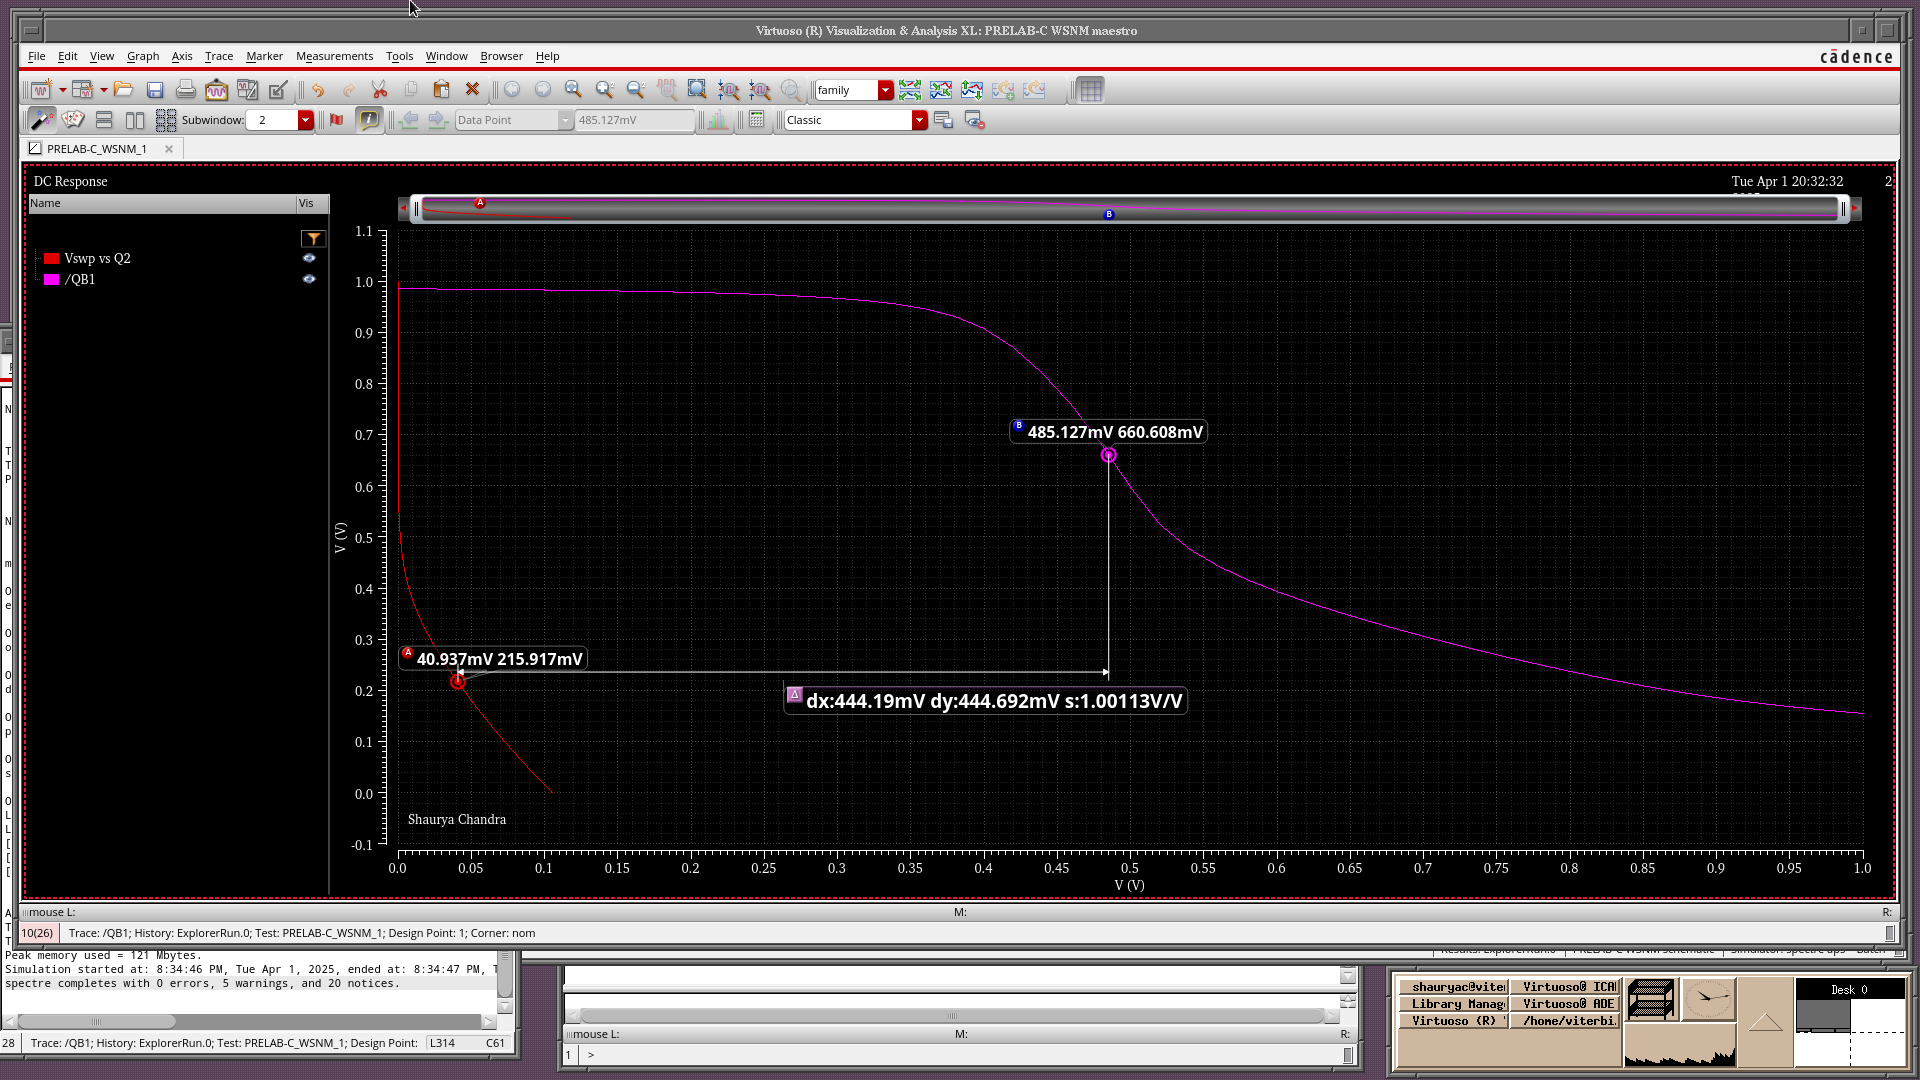 Virtuoso (R) Visualization & Analysis XL: PRELAB-C WSNM maestro
File Edit View Graph Axis Trace Marker Measurements Tools Window Browser Help
cādence
family
Subwindow: 2
Data Point
485.127mV
Classic
PRELAB-C_WSNM_1
DC Response
Tue Apr 1 20:32:32
2
Name Vis
Vswp vs Q2
/QB1
A
B
1.1
1.0
0.9
0.8
0.7
0.6
0.5
0.4
0.3
0.2
0.1
0.0
-0.1
V (V)
B 485.127mV 660.608mV
A 40.937mV 215.917mV
Δ dx:444.19mV dy:444.692mV s:1.00113V/V
Shaurya Chandra
0.0 0.05 0.1 0.15 0.2 0.25 0.3 0.35 0.4 0.45 0.5 0.55 0.6 0.65 0.7 0.75 0.8 0.85 0.9 0.95 1.0
V (V)
mouse L: M: R:
10(26) Trace: /QB1; History: ExplorerRun.0; Test: PRELAB-C_WSNM_1; Design Point: 1; Corner: nom
Peak memory used = 121 Mbytes.
Simulation started at: 8:34:46 PM, Tue Apr 1, 2025, ended at: 8:34:47 PM, T
spectre completes with 0 errors, 5 warnings, and 20 notices.
28 Trace: /QB1; History: ExplorerRun.0; Test: PRELAB-C_WSNM_1; Design Point: L314 C61
mouse L: M: R:
1 >
shauryac@vite Virtuoso® ICA
Library Manag Virtuoso® ADE
Virtuoso (R) /home/viterbi.
Desk 0